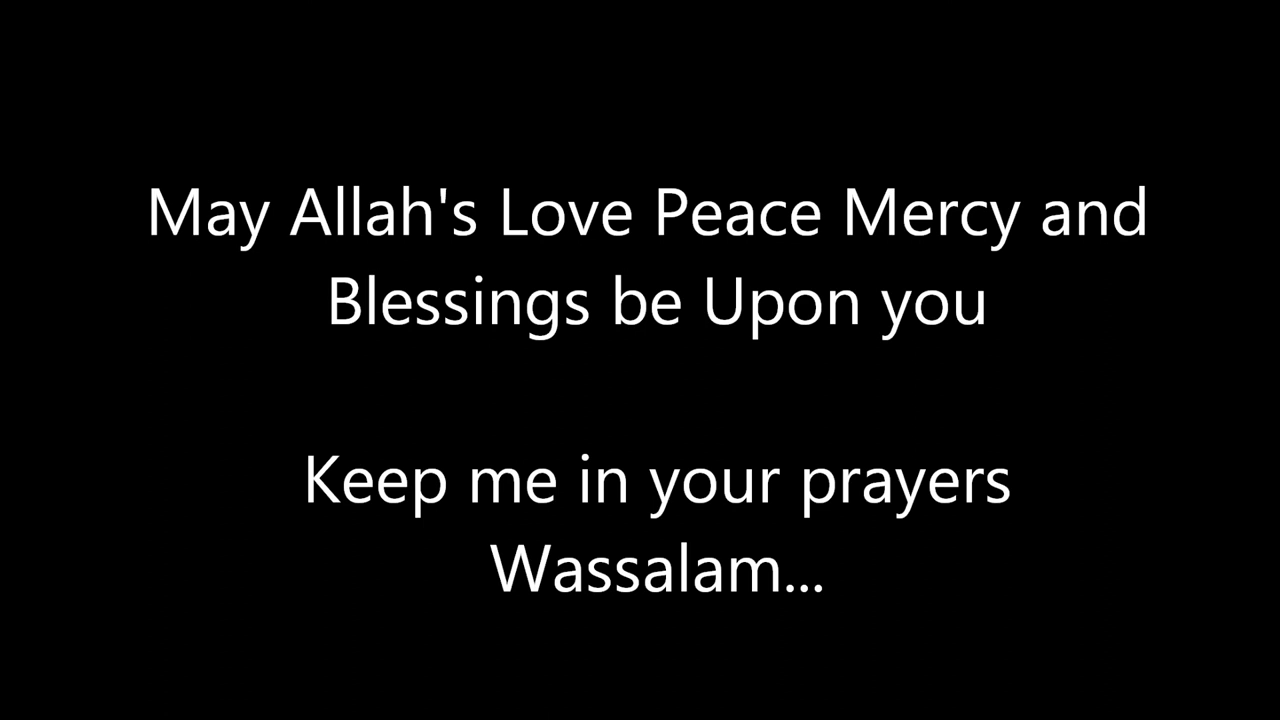 May Allah's Love Peace Mercy and
Blessings be Upon you
Keep me in your prayers
Wassalam...